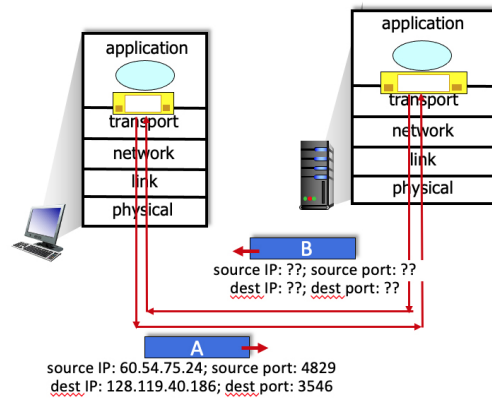 application
transport
network
link
physical
application
transport
network
link
physical
B
source IP: ??; source port: ??
dest IP: ??; dest port: ??
A
source IP: 60.54.75.24; source port: 4829
dest IP: 128.119.40.186; dest port: 3546